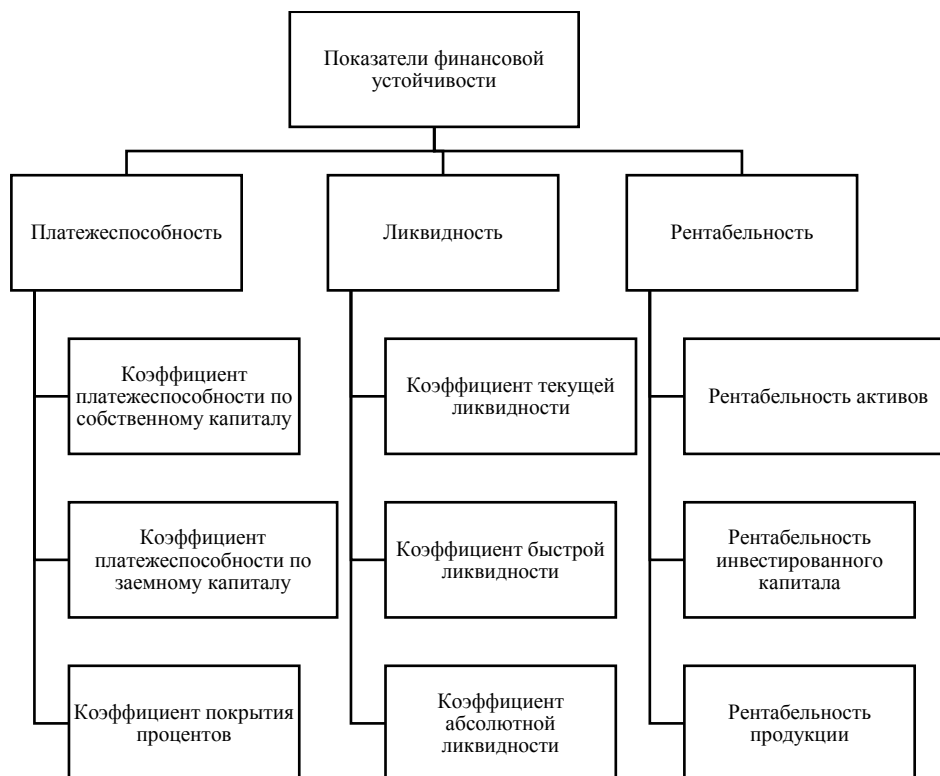 Показатели финансовой
устойчивости
Платежеспособность
Ликвидность
Рентабельность
Коэффициент
платежеспособности по
собственному капиталу
Коэффициент текущей
ликвидности
Рентабельность активов
Коэффициент
платежеспособности по
заемному капиталу
Коэффициент быстрой
ликвидности
Рентабельность
инвестированного
капитала
Коэффициент покрытия
процентов
Коэффициент
абсолютной
ликвидности
Рентабельность
продукции